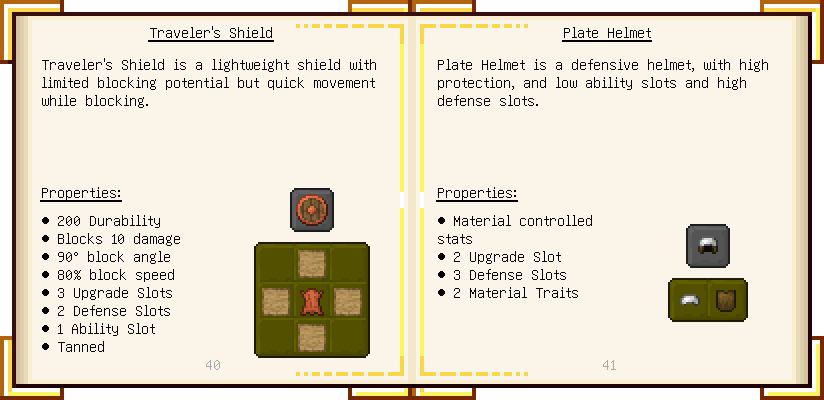 Traveler's Shield
Traveler's Shield is a lightweight shield with
limited blocking potential but quick movement
while blocking.
Properties:
● 200 Durability
● Blocks 10 damage
● 90° block angle
● 80% block speed
● 3 Upgrade Slots
● 2 Defense Slots
● 1 Ability Slot
● Tanned
40
Plate Helmet
Plate Helmet is a defensive helmet, with high
protection, and low ability slots and high
defense slots.
Properties:
● Material controlled
stats
● 2 Upgrade Slot
● 3 Defense Slots
● 2 Material Traits
41